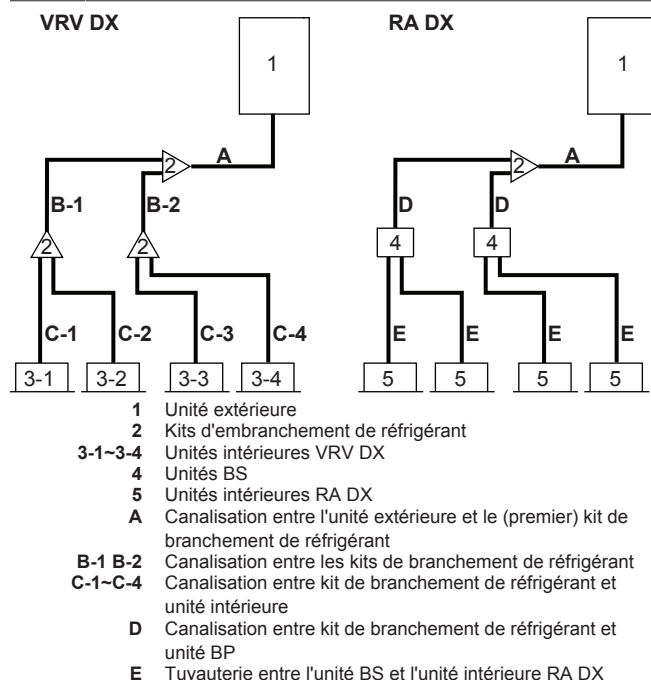 VRV DX
RA DX
1
1
2
A
2
A
B-1
B-2
D
D
2
2
4
4
C-1
C-2
C-3
C-4
E
E
E
E
3-1
3-2
3-3
3-4
5
5
5
5
1 Unité extérieure
2 Kits d'embranchement de réfrigérant
3-1~3-4 Unités intérieures VRV DX
4 Unités BS
5 Unités intérieures RA DX
A Canalisation entre l'unité extérieure et le (premier) kit de
branchement de réfrigérant
B-1 B-2 Canalisation entre les kits de branchement de réfrigérant
C-1~C-4 Canalisation entre kit de branchement de réfrigérant et
unité intérieure
D Canalisation entre kit de branchement de réfrigérant et
unité BP
E Tuyauterie entre l'unité BS et l'unité intérieure RA DX